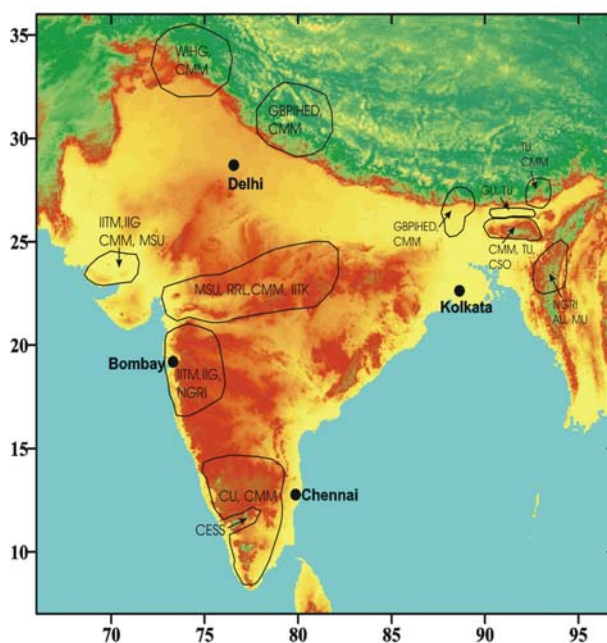 35
WIHG,
CMM
GBPIHED,
CMM
30
Delhi
TU,
CMM
GU, TU
IITM,IIG
CMM, MSU
GBPIHED,
CMM
CMM, TU,
CSO
25
MSU, RRL,CMM, IITK
Kolkata
NGRI
AU, MU
20
Bombay
IITM,IIG,
NGRI
15
CU, CMM
Chennai
CESS
10
70
75
80
85
90
95